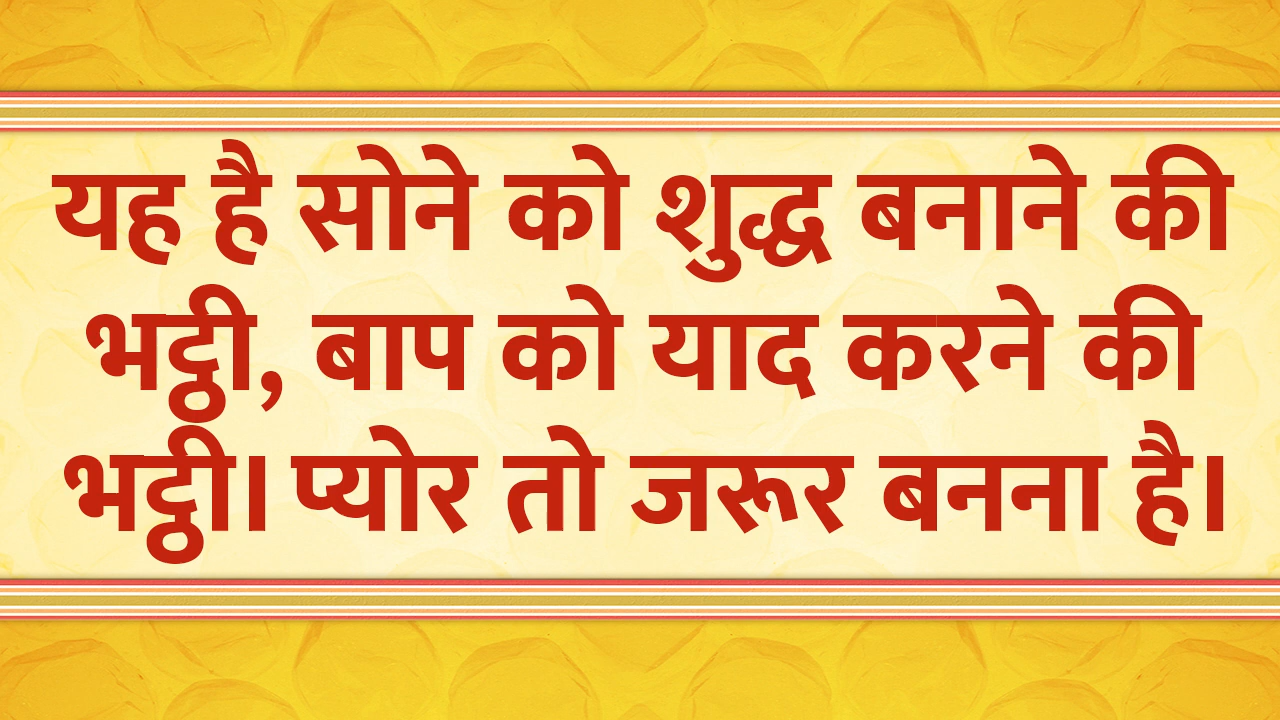 यह है सोने को शुद्ध बनाने की
भट्ठी, बाप को याद करने की
भट्ठी। प्योर तो जरूर बनना है।